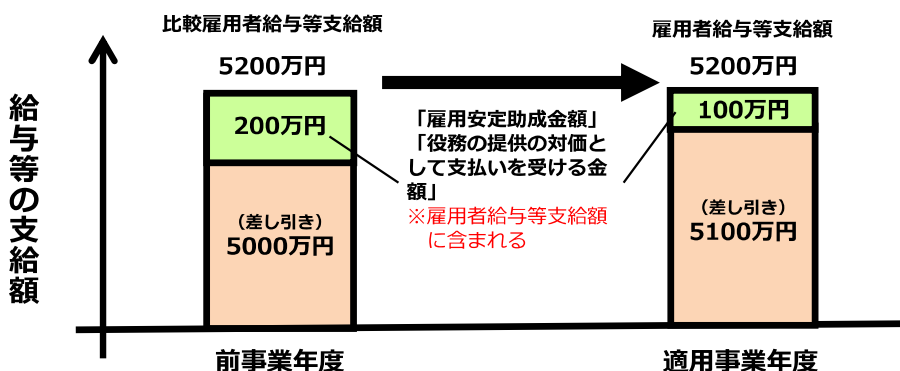 比較雇用者給与等支給額
5200万円
雇用者給与等支給額
5200万円
給与等の支給額
200万円
(差し引き)
5000万円
「雇用安定助成金額」
「役務の提供の対価と
して支払いを受ける金
額」
※雇用者給与等支給額
に含まれる
100万円
(差し引き)
5100万円
前事業年度
適用事業年度